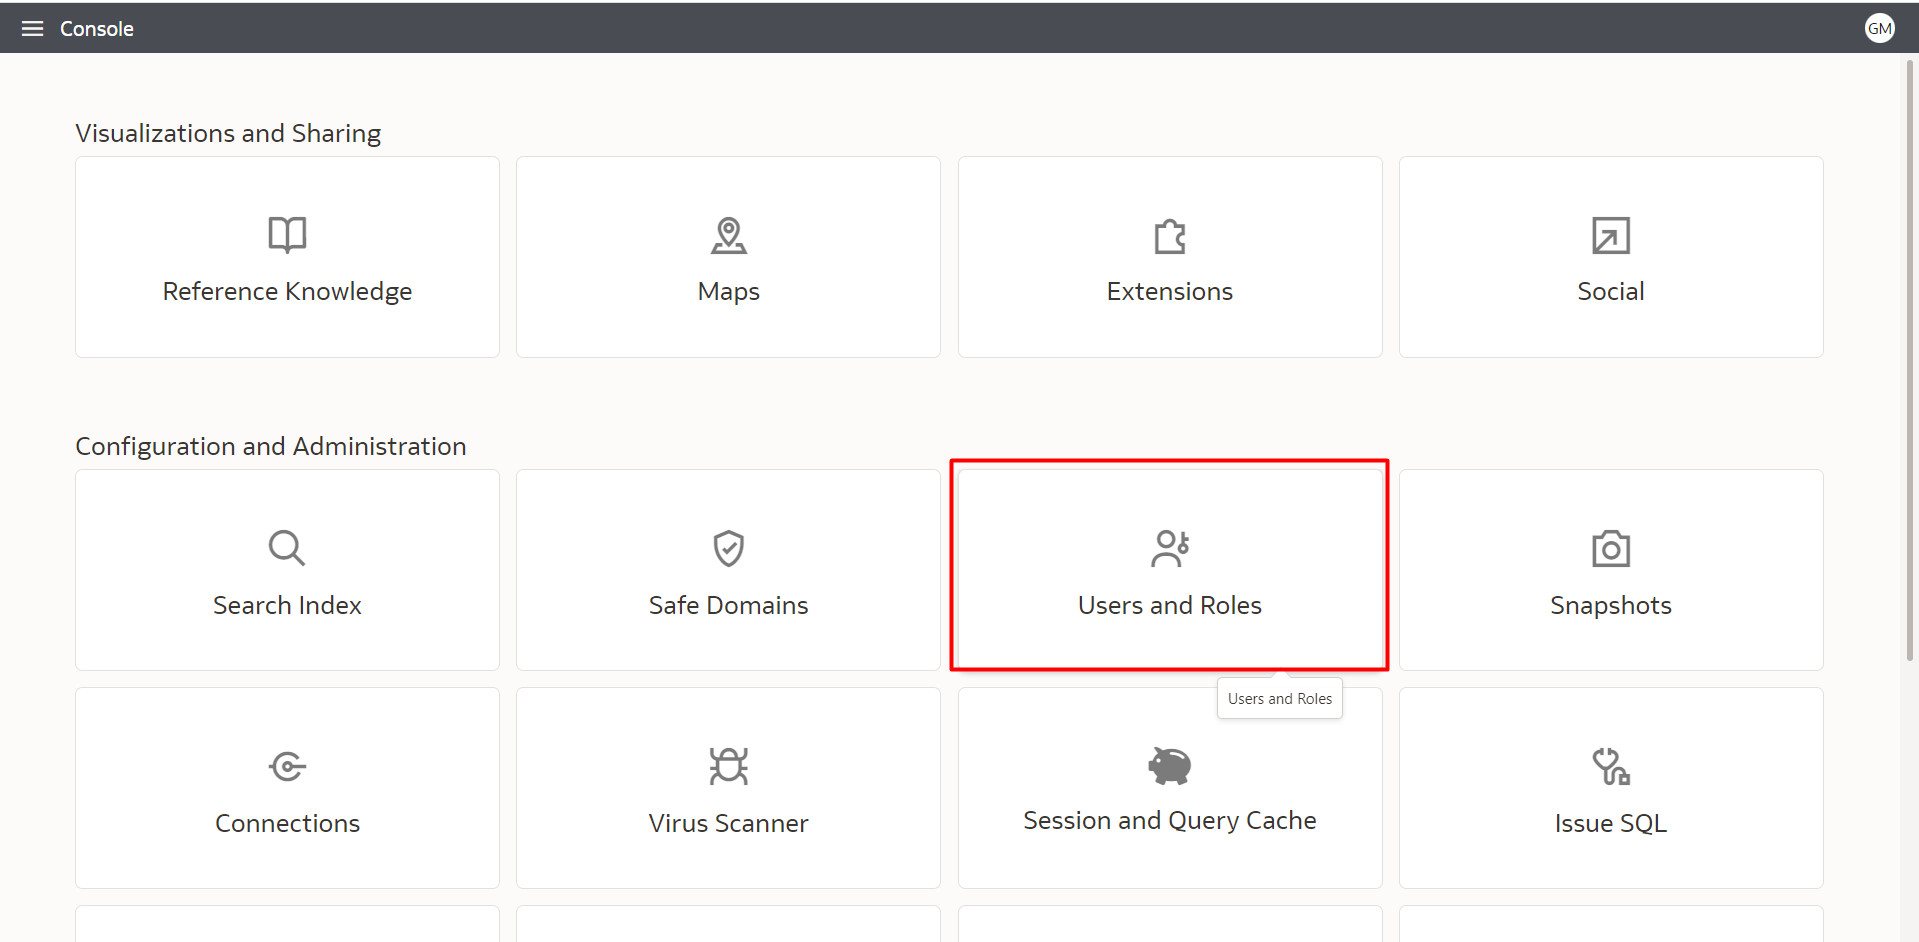 Console
GM
Visualizations and Sharing
Reference Knowledge
Maps
Extensions
Social
Configuration and Administration
Search Index
Safe Domains
Users and Roles
Snapshots
Users and Roles
Connections
Virus Scanner
Session and Query Cache
Issue SQL